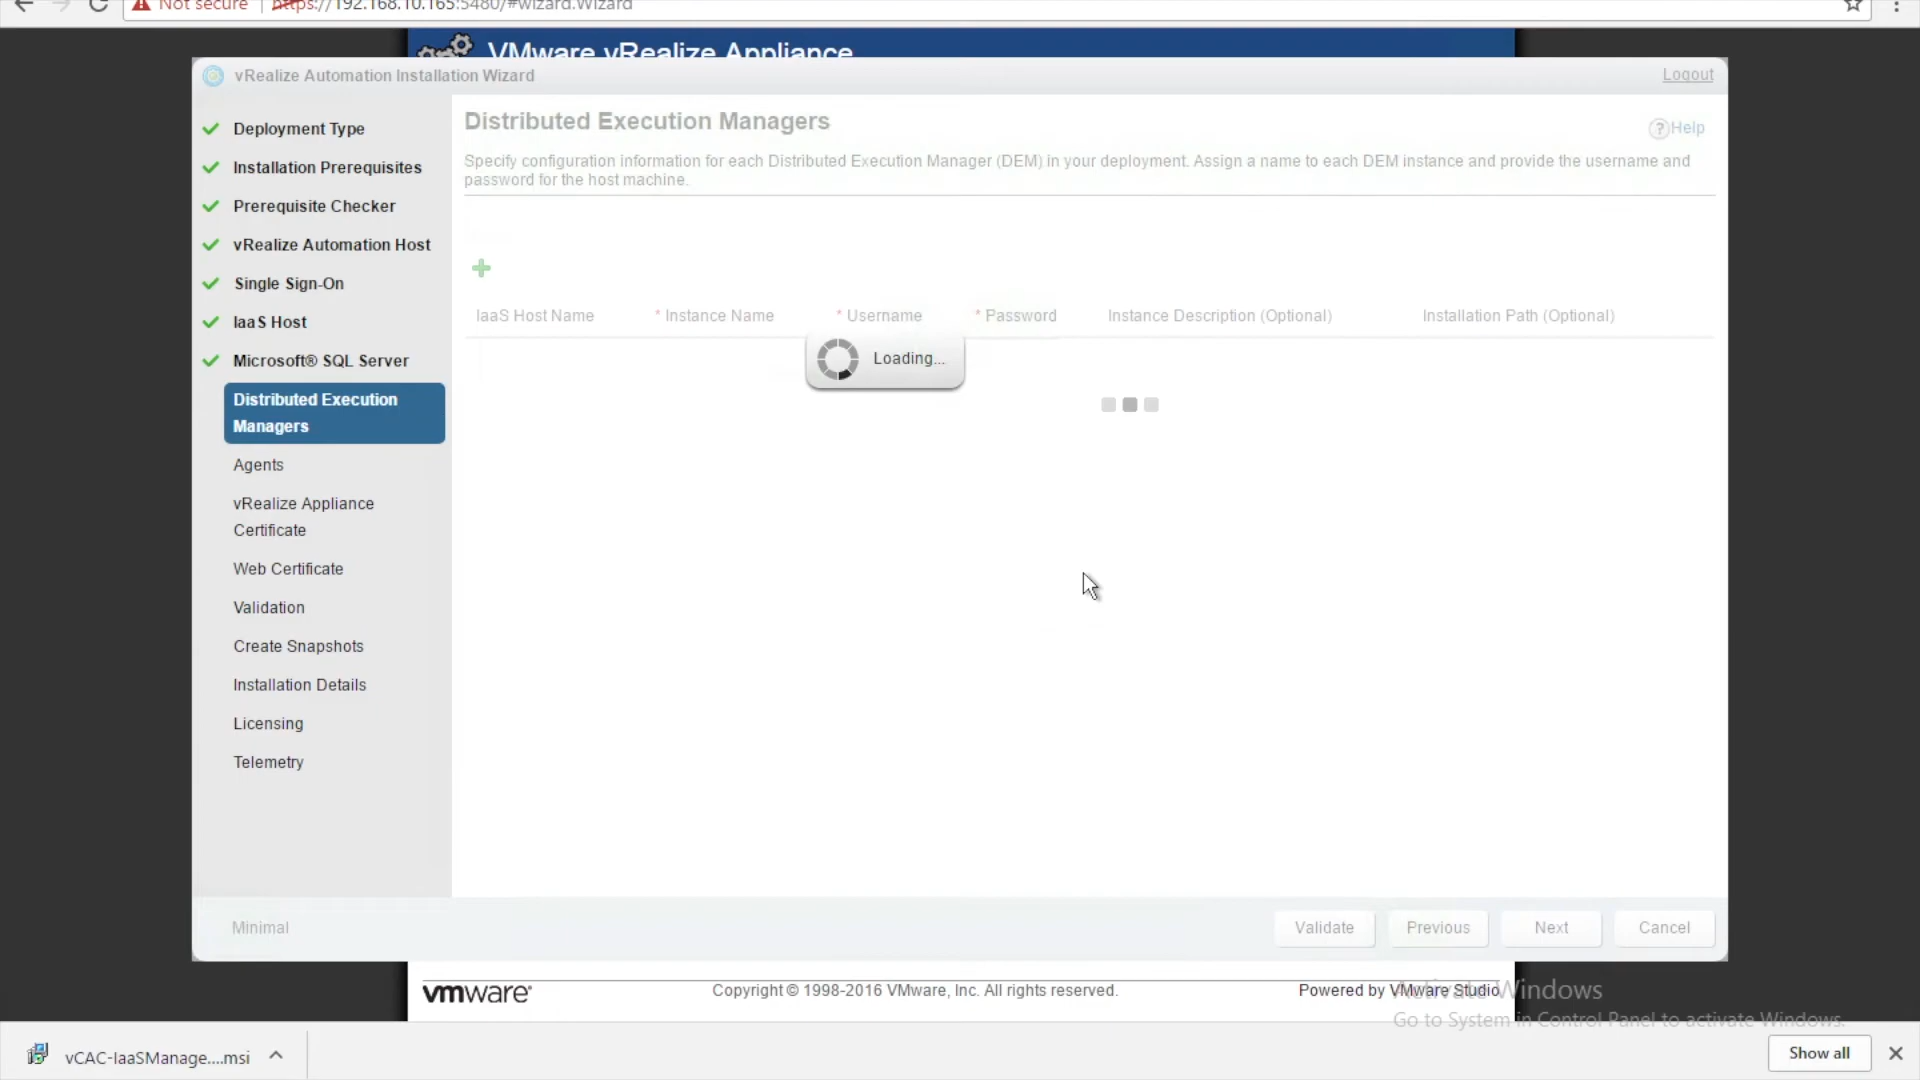 Not secure https://192.168.10.165:5480/#wizard.Wizard
VMware vRealize Appliance
vRealize Automation Installation Wizard
Logout
Deployment Type
Installation Prerequisites
Prerequisite Checker
vRealize Automation Host
Single Sign-On
IaaS Host
Microsoft® SQL Server
Distributed Execution
Managers
Agents
vRealize Appliance
Certificate
Web Certificate
Validation
Create Snapshots
Installation Details
Licensing
Telemetry
Distributed Execution Managers
?Help
Specify configuration information for each Distributed Execution Manager (DEM) in your deployment. Assign a name to each DEM instance and provide the username and
password for the host machine.
IaaS Host Name * Instance Name * Username * Password Instance Description (Optional) Installation Path (Optional)
Loading...
Minimal
Validate Previous Next Cancel
vmware® Copyright © 1998-2016 VMware, Inc. All rights reserved. Powered by VMware Studio
Activate Windows
Go to System in Control Panel to activate Windows.
vCAC-IaaSManage....msi
Show all